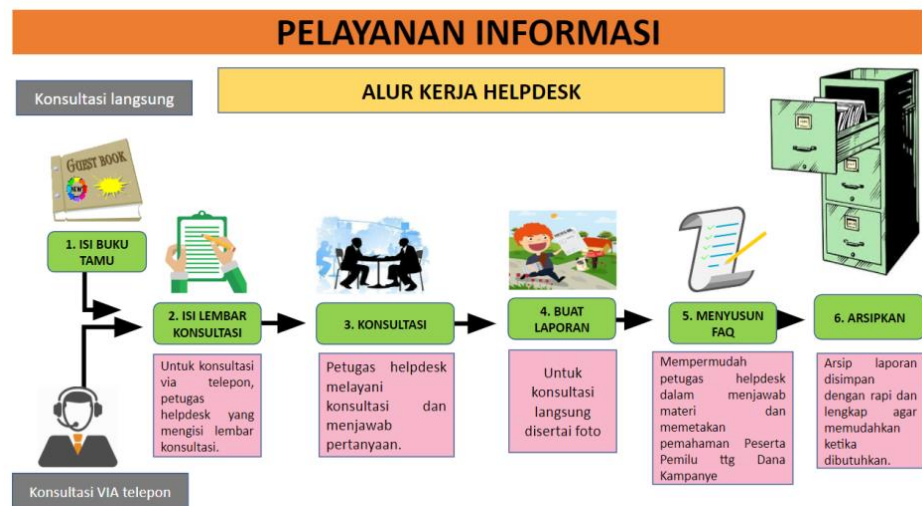 PELAYANAN INFORMASI
Konsultasi langsung
ALUR KERJA HELPDESK
GUEST BOOK
NEW
1. ISI BUKU
TAMU
2. ISI LEMBAR
KONSULTASI
3. KONSULTASI
4. BUAT
LAPORAN
5. MENYUSUN
FAQ
6. ARSIPKAN
Untuk konsultasi
via telepon,
petugas
helpdesk yang
mengisi lembar
konsultasi.
Petugas helpdesk
melayani
konsultasi dan
menjawab
pertanyaan.
Untuk
konsultasi
langsung
disertai foto
Mempermudah
petugas helpdesk
dalam menjawab
materi dan
memetakan
pemahaman Peserta
Pemilu ttg Dana
Kampanye
Arsip laporan
disimpan
dengan rapi dan
lengkap agar
memudahkan
ketika
dibutuhkan.
Konsultasi VIA telepon